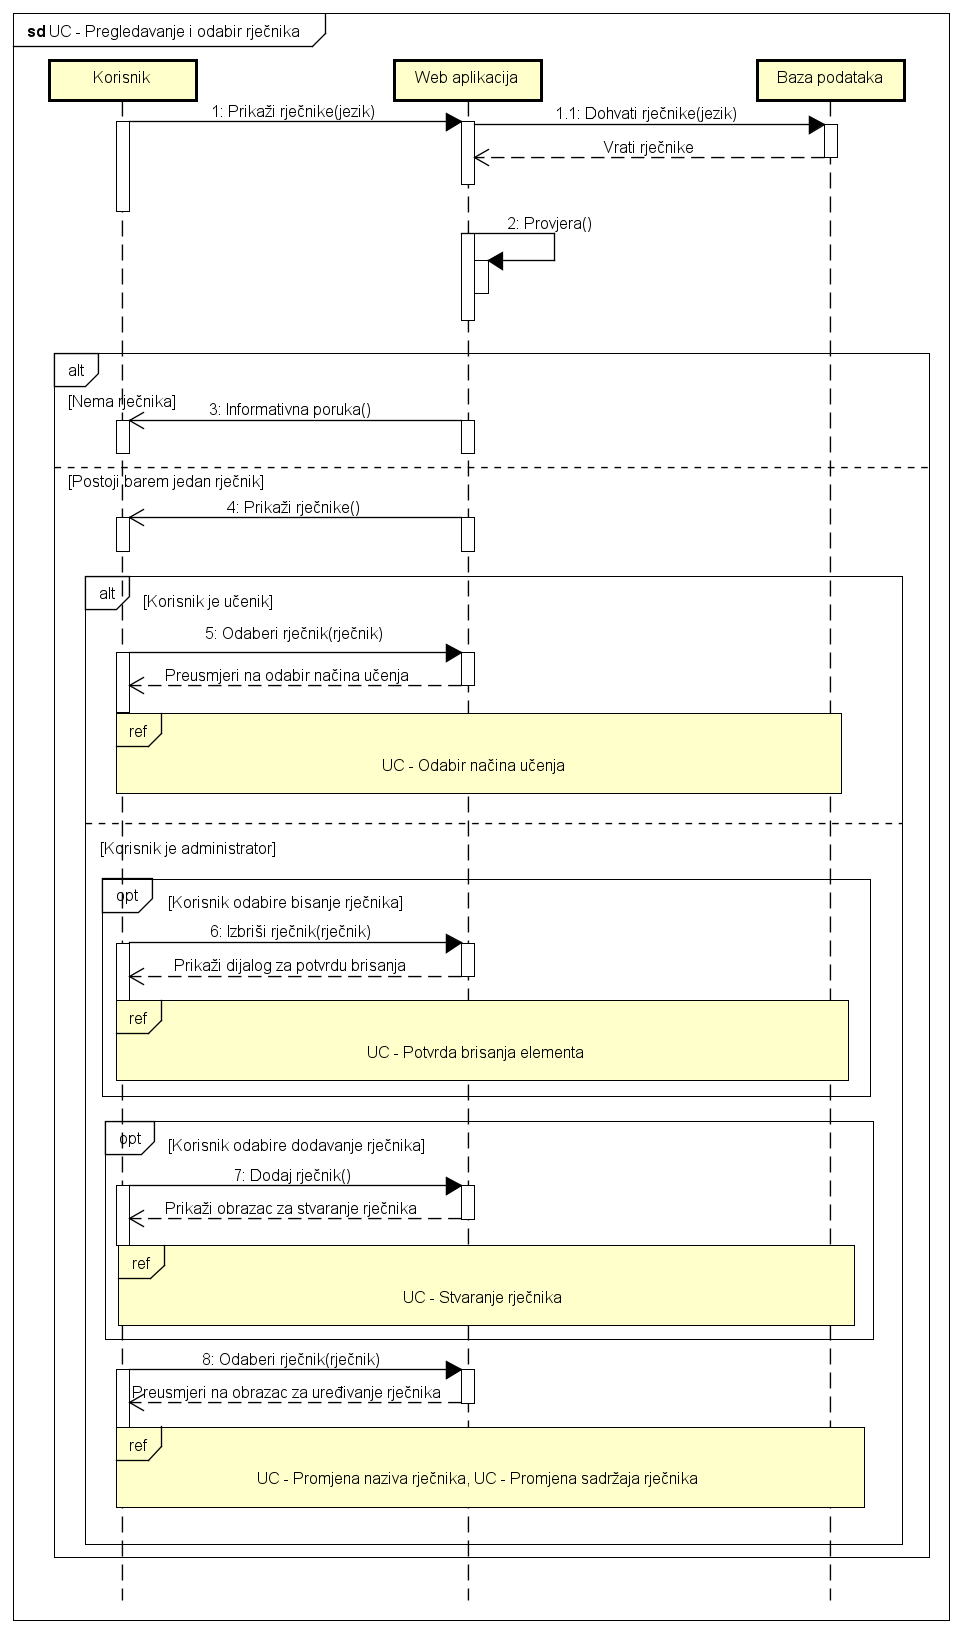 sd UC - Pregledavanje i odabir rječnika
Korisnik
Web aplikacija
Baza podataka
1: Prikaži rječnike(jezik)
1.1: Dohvati rječnike(jezik)
Vrati rječnike
2: Provjera()
alt
[Nema rječnika]
3: Informativna poruka()
[Postoji barem jedan rječnik]
4: Prikaži rječnike()
alt
[Korisnik je učenik]
5: Odaberi rječnik(rječnik)
Preusmjeri na odabir načina učenja
ref
UC - Odabir načina učenja
[Korisnik je administrator]
opt
[Korisnik odabire bisanje rječnika]
6: Izbriši rječnik(rječnik)
Prikaži dijalog za potvrdu brisanja
ref
UC - Potvrda brisanja elementa
opt
[Korisnik odabire dodavanje rječnika]
7: Dodaj rječnik()
Prikaži obrazac za stvaranje rječnika
ref
UC - Stvaranje rječnika
8: Odaberi rječnik(rječnik)
Preusmjeri na obrazac za uređivanje rječnika
ref
UC - Promjena naziva rječnika, UC - Promjena sadržaja rječnika